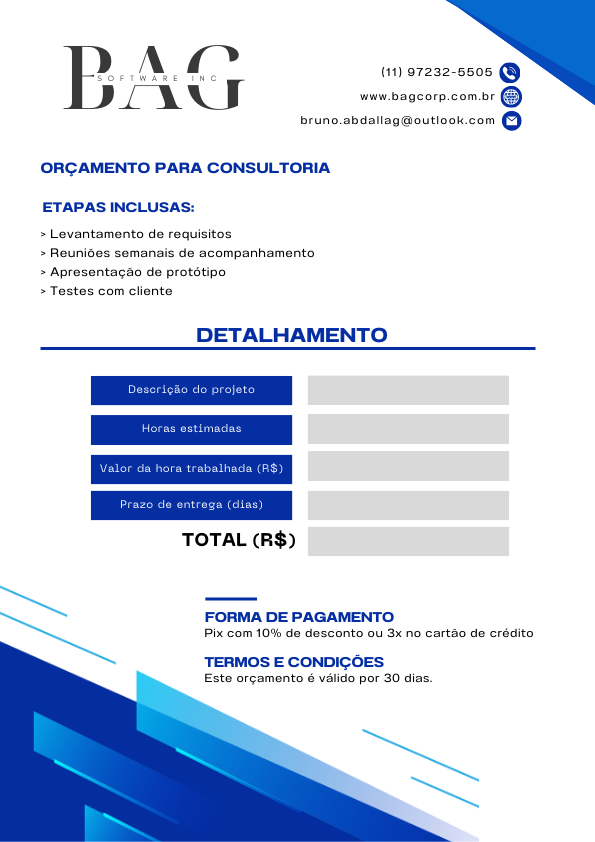 BAG
SOFTWARE INC
(11) 97232-5505
www.bagcorp.com.br
bruno.abdallag@outlook.com
ORÇAMENTO PARA CONSULTORIA
ETAPAS INCLUSAS:
> Levantamento de requisitos
> Reuniões semanais de acompanhamento
> Apresentação de protótipo
> Testes com cliente
DETALHAMENTO
Descrição do projeto
Horas estimadas
Valor da hora trabalhada (R$)
Prazo de entrega (dias)
TOTAL (R$)
FORMA DE PAGAMENTO
Pix com 10% de desconto ou 3x no cartão de crédito
TERMOS E CONDIÇÕES
Este orçamento é válido por 30 dias.